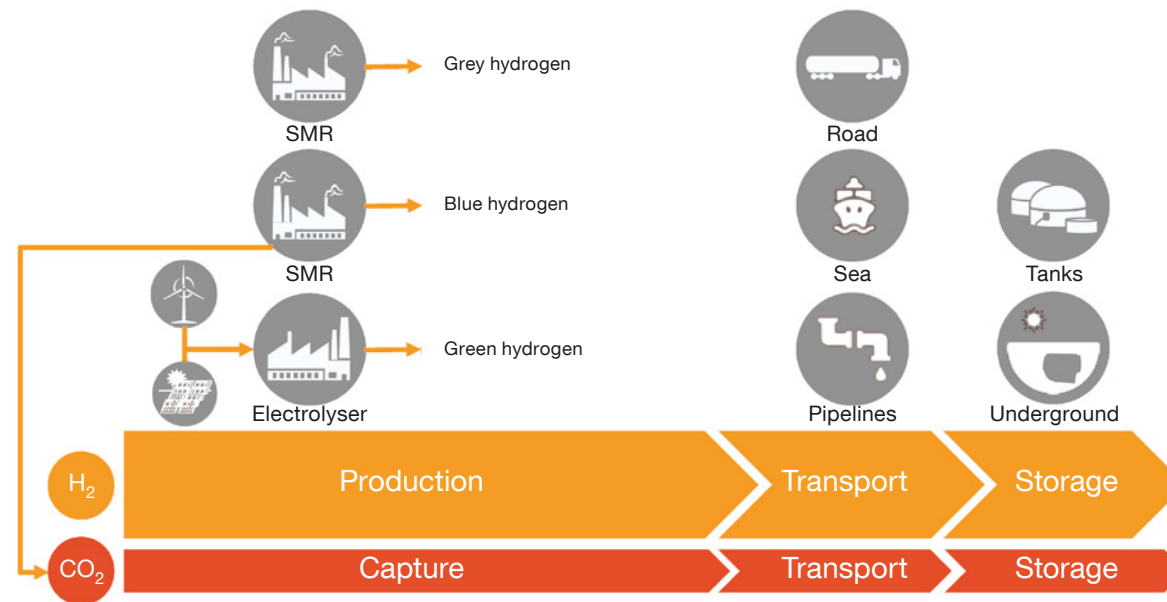 Grey hydrogen
SMR
Road
Blue hydrogen
SMR
Sea
Tanks
Green hydrogen
Electrolyser
Pipelines
Underground
H₂
Production
Transport
Storage
CO₂
Capture
Transport
Storage